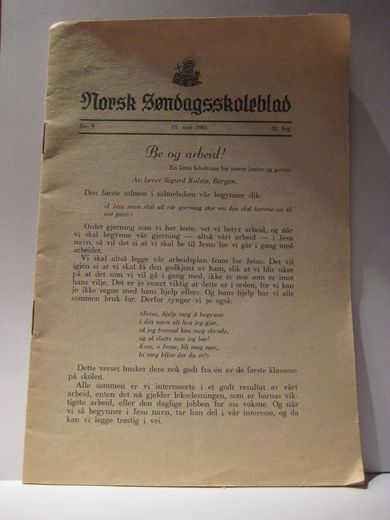 Norsk Søndagsskoleblad
Nr. 9 15. mai 1961 62. årg.
Be og arbeid!
En liten bibeltime for større jenter og gutter.
Av lærer Sigurd Kolstø, Bergen.
Den første salmen i salmeboken vår begynner slik:
«I Jesu navn skal all vår gjerning skje om den skal komme oss til
Ordet gjerning som vi her leste, vet vi betyr arbeid, og når
vi skal begynne vår gjerning — altså vårt arbeid — i Jesu
navn, så vil det si at vi skal be til Jesus før vi går i gang med
arbeidet.
Vi skal altså legge vår arbeidsplan fram for Jesus. Det vil
igjen si at vi skal få den godkjent av ham, slik at vi blir sikre
på at det som vi vil gå i gang med, ikke er noe som er imot
hans vilje. Det er jo svært viktig at dette er i orden, for vi kan
jo ikke regne med hans hjelp ellers. Og hans hjelp har vi alle
sammen bruk for. Derfor synger vi jo også:
«Jesus, hjelp meg å begynne
i ditt navn alt hva jeg gjør,
så jeg fremad kan meg skynde,
og så slutte som jeg bør!
Kom, o Jesus, bli meg nær,
la meg blive der du er!»
Dette verset husker dere nok godt fra én av de første klassene
på skolen.
Alle sammen er vi interesserte i et godt resultat av vårt
arbeid, enten det nå gjelder lekselesningen, som er barnas vik-
tigste arbeid, eller den daglige jobben for oss voksne. Og når
vi så begynner i Jesu navn, tar han del i vår interesse, og da
kan vi legge trøstig i vei.